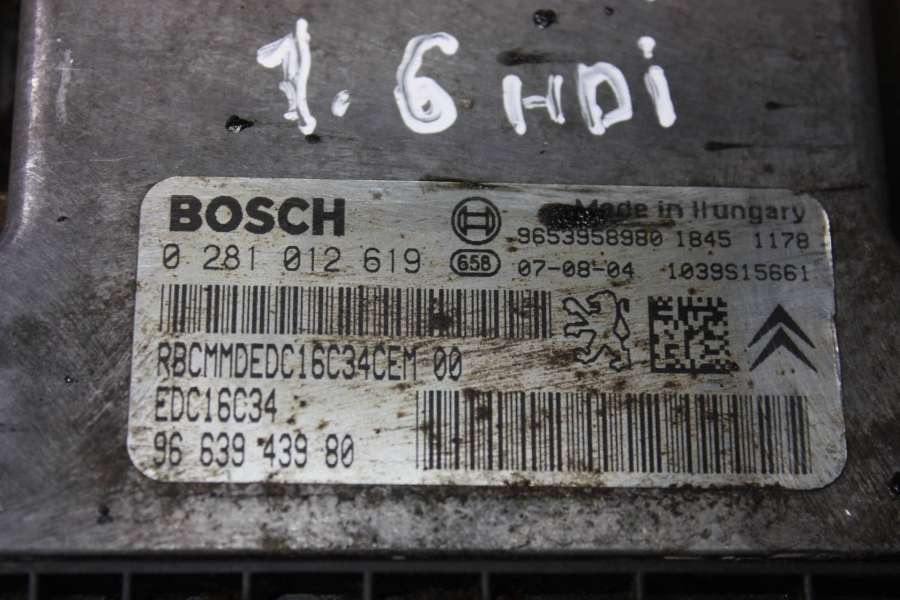 1.6 HDi
BOSCH
Made in Hungary
0 281 012 619
9653958980 1845 1178
658 07-08-04 1039S15661
RBCMMDEDC16C34CEM 00
EDC16C34
96 639 439 80